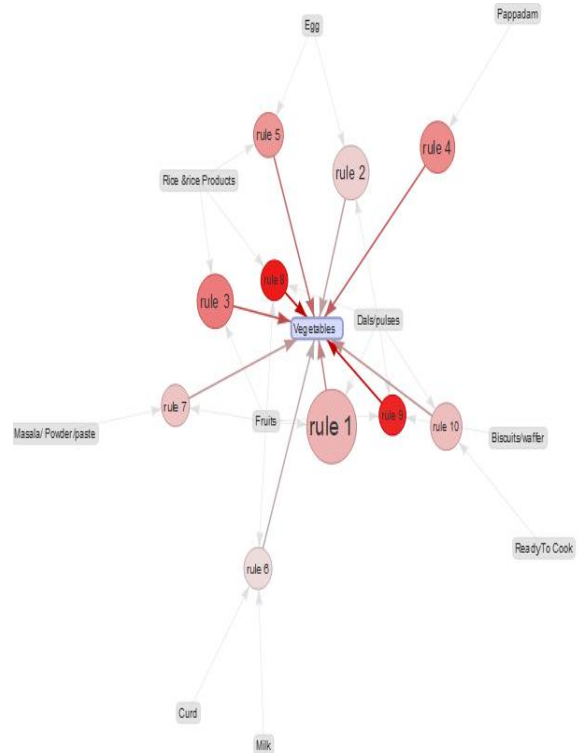 Egg
Pappadam
rule 5
rule 4
rule 2
Rice &rice Products
rule 8
rule 3
Vegetables
Dals/pulses
rule 7
Fruits
rule 1
rule 9
rule 10
Masala/ Powder/paste
Biscuits/waffer
ReadyTo Cook
rule 6
Curd
Milk